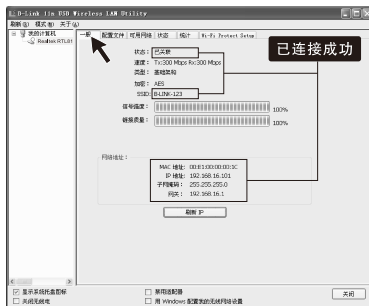 B-Link 11n USB Wireless LAN Utility
刷新(R) 模式(M) 关于(A)
我的计算机
Realtek RTL81
一般 配置文件 可用网络 状态 统计 Wi-Fi Protect Setup
已连接成功
状态: 已关联
速度: Tx:300 Mbps Rx:300 Mbps
类型: 基础架构
加密: AES
SSID: B-LINK-123
信号强度: 100%
链接质量: 100%
网络地址:
MAC 地址: 00:E1:00:00:00:1C
IP 地址: 192.168.16.101
子网掩码: 255.255.255.0
网关: 192.168.16.1
刷新 IP
显示系统托盘图标 禁用适配器
关闭无线电 用 Windows 配置我的无线网络设置
关闭